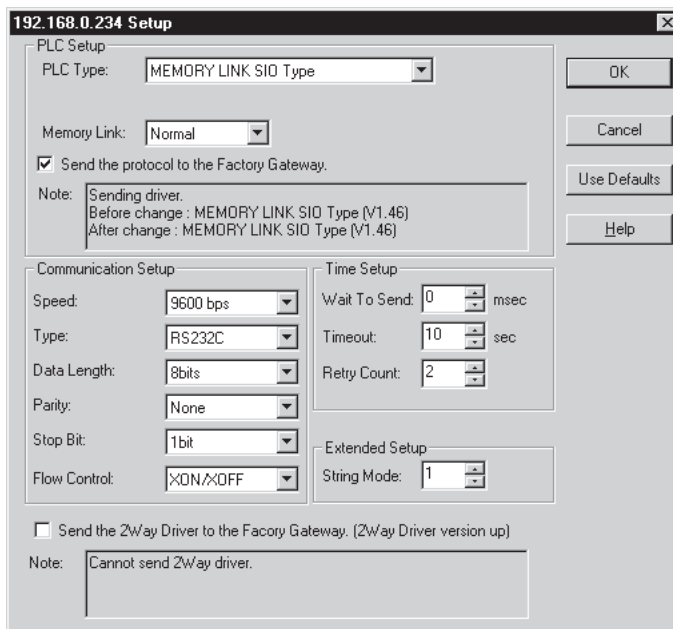 192.168.0.234 Setup
PLC Setup
PLC Type: MEMORY LINK SIO Type
OK
Memory Link: Normal
Cancel
Send the protocol to the Factory Gateway.
Use Defaults
Note: Sending driver.
Before change : MEMORY LINK SIO Type (V1.46)
After change : MEMORY LINK SIO Type (V1.46)
Help
Communication Setup
Speed: 9600 bps
Type: RS232C
Data Length: 8bits
Parity: None
Stop Bit: 1bit
Flow Control: XON/XOFF
Time Setup
Wait To Send: 0 msec
Timeout: 10 sec
Retry Count: 2
Extended Setup
String Mode: 1
Send the 2Way Driver to the Facory Gateway. (2Way Driver version up)
Note: Cannot send 2Way driver.